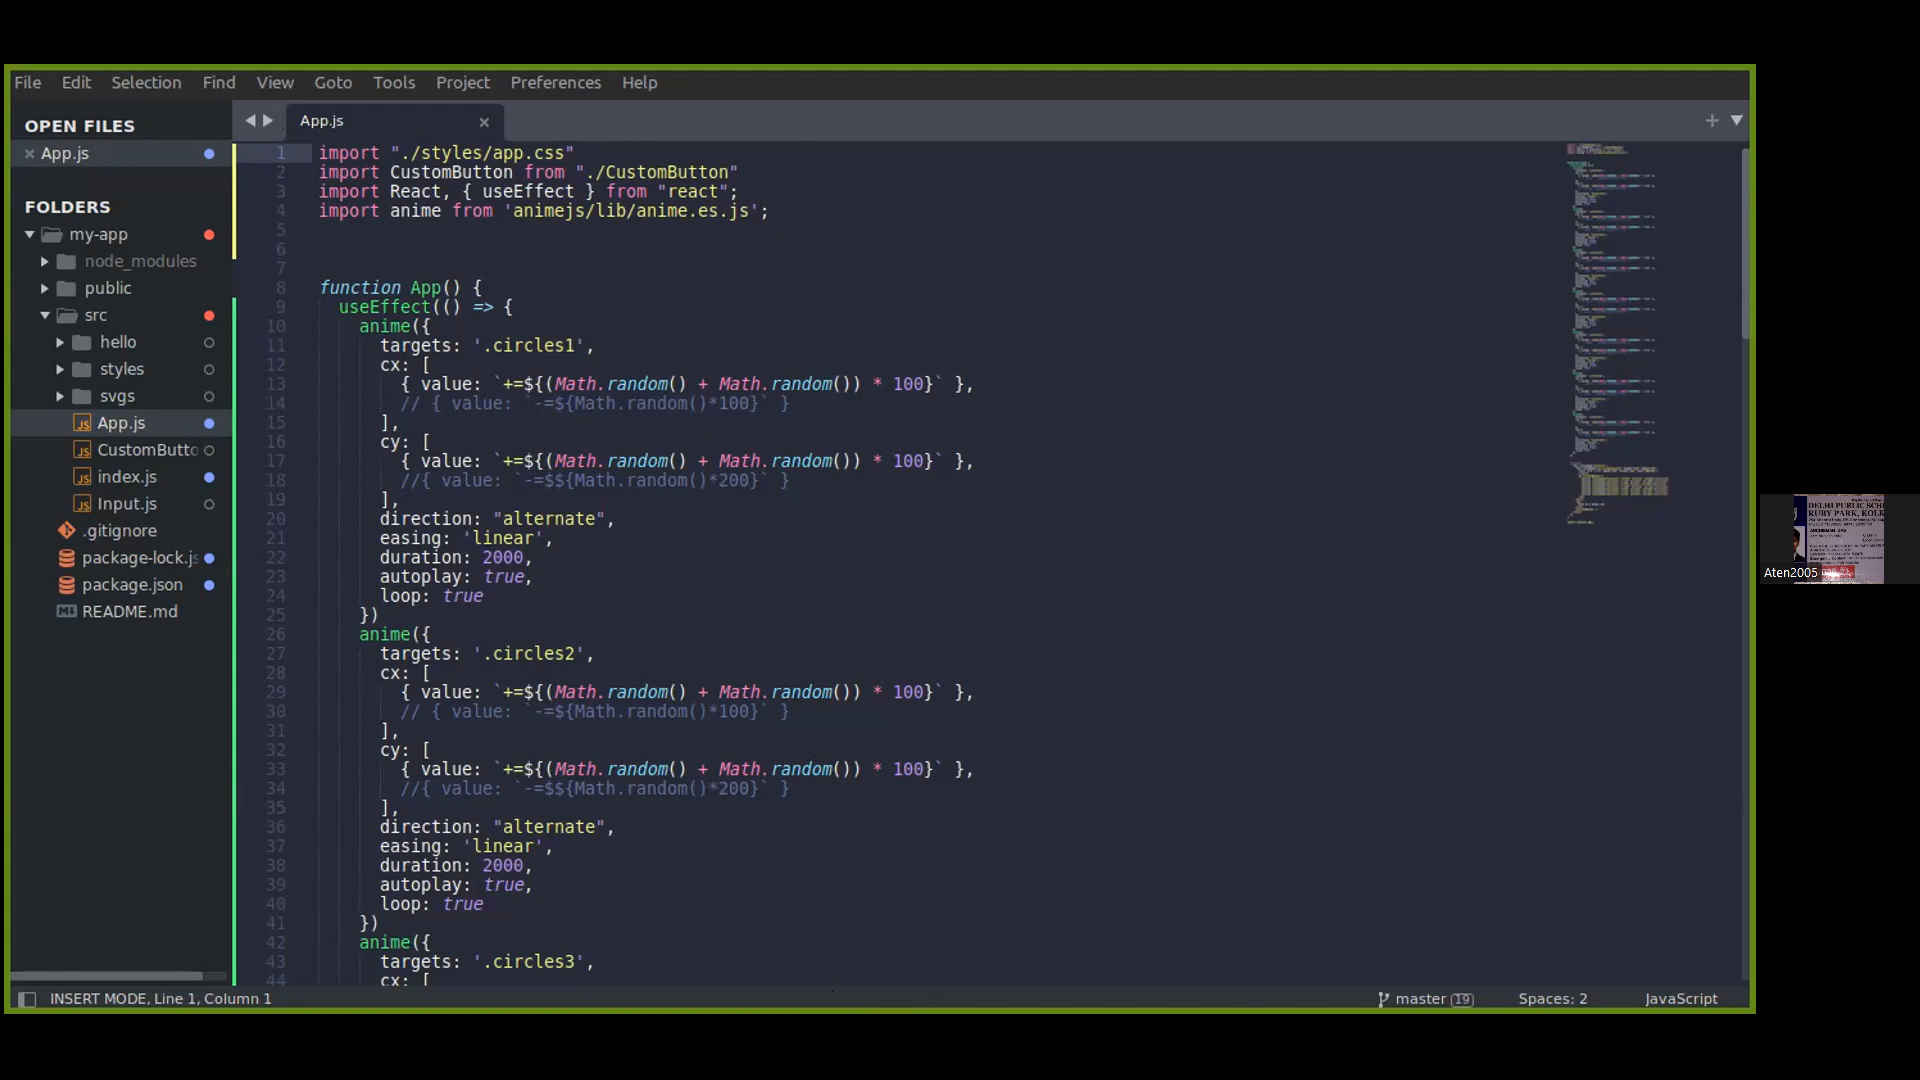 File Edit Selection Find View Goto Tools Project Preferences Help
OPEN FILES
App.js
FOLDERS
my-app
node_modules
public
src
hello
styles
svgs
App.js
CustomButto
index.js
Input.js
.gitignore
package-lock.js
package.json
README.md
App.js
1 import "./styles/app.css"
2 import CustomButton from "./CustomButton"
3 import React, { useEffect } from "react";
4 import anime from 'animejs/lib/anime.es.js';
5
6
7
8 function App() {
9 useEffect(() => {
10 anime({
11 targets: '.circles1',
12 cx: [
13 { value: `+=${(Math.random() + Math.random()) * 100}` },
14 // { value: `-=${Math.random()*100}` }
15 ],
16 cy: [
17 { value: `+=${(Math.random() + Math.random()) * 100}` },
18 //{ value: `-=$${Math.random()*200}` }
19 ],
20 direction: "alternate",
21 easing: 'linear',
22 duration: 2000,
23 autoplay: true,
24 loop: true
25 })
26 anime({
27 targets: '.circles2',
28 cx: [
29 { value: `+=${(Math.random() + Math.random()) * 100}` },
30 // { value: `-=${Math.random()*100}` }
31 ],
32 cy: [
33 { value: `+=${(Math.random() + Math.random()) * 100}` },
34 //{ value: `-=$${Math.random()*200}` }
35 ],
36 direction: "alternate",
37 easing: 'linear',
38 duration: 2000,
39 autoplay: true,
40 loop: true
41 })
42 anime({
43 targets: '.circles3',
44 cx: [
INSERT MODE, Line 1, Column 1
master 19 Spaces: 2 JavaScript
DELHI PUBLIC SCHO
RUBY PARK, KOLK
Aten2005